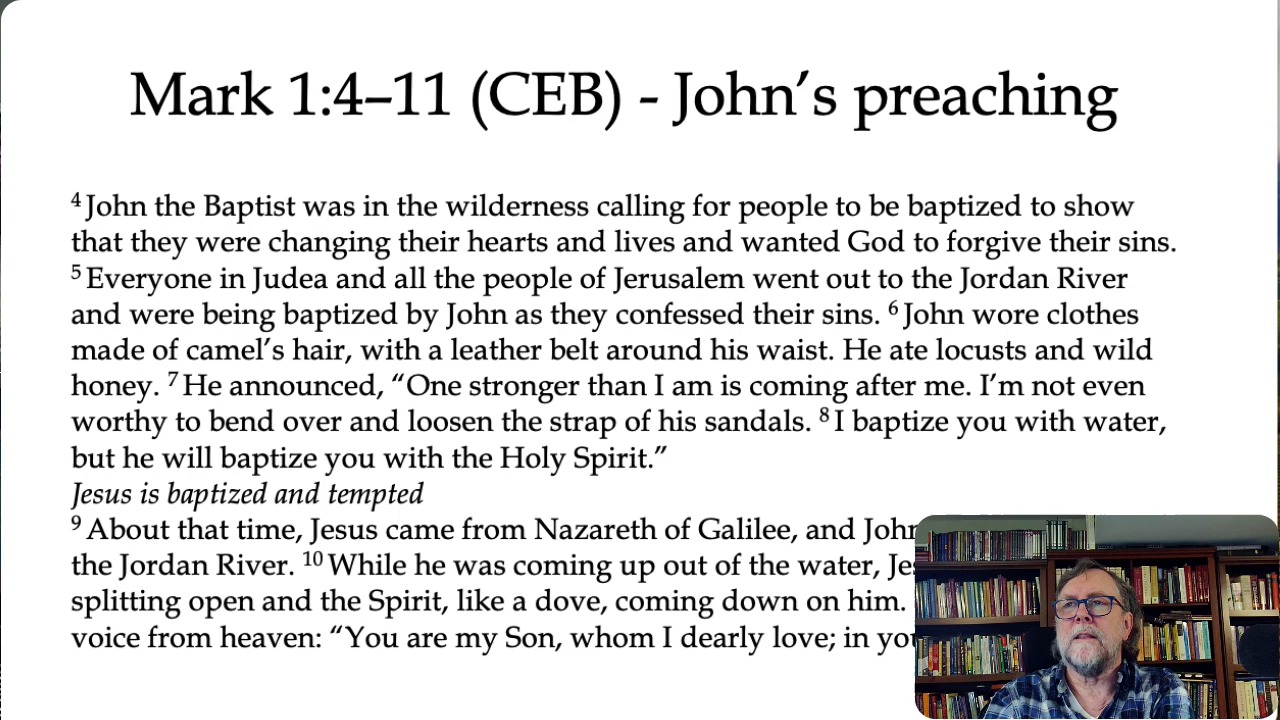 Mark 1:4–11 (CEB) - John’s preaching
⁴ John the Baptist was in the wilderness calling for people to be baptized to show
that they were changing their hearts and lives and wanted God to forgive their sins.
⁵ Everyone in Judea and all the people of Jerusalem went out to the Jordan River
and were being baptized by John as they confessed their sins. ⁶ John wore clothes
made of camel’s hair, with a leather belt around his waist. He ate locusts and wild
honey. ⁷ He announced, “One stronger than I am is coming after me. I’m not even
worthy to bend over and loosen the strap of his sandals. ⁸ I baptize you with water,
but he will baptize you with the Holy Spirit.”
Jesus is baptized and tempted
⁹ About that time, Jesus came from Nazareth of Galilee, and John
the Jordan River. ¹⁰ While he was coming up out of the water,
splitting open and the Spirit, like a dove, coming down on him.
voice from heaven: “You are my Son, whom I dearly love; in